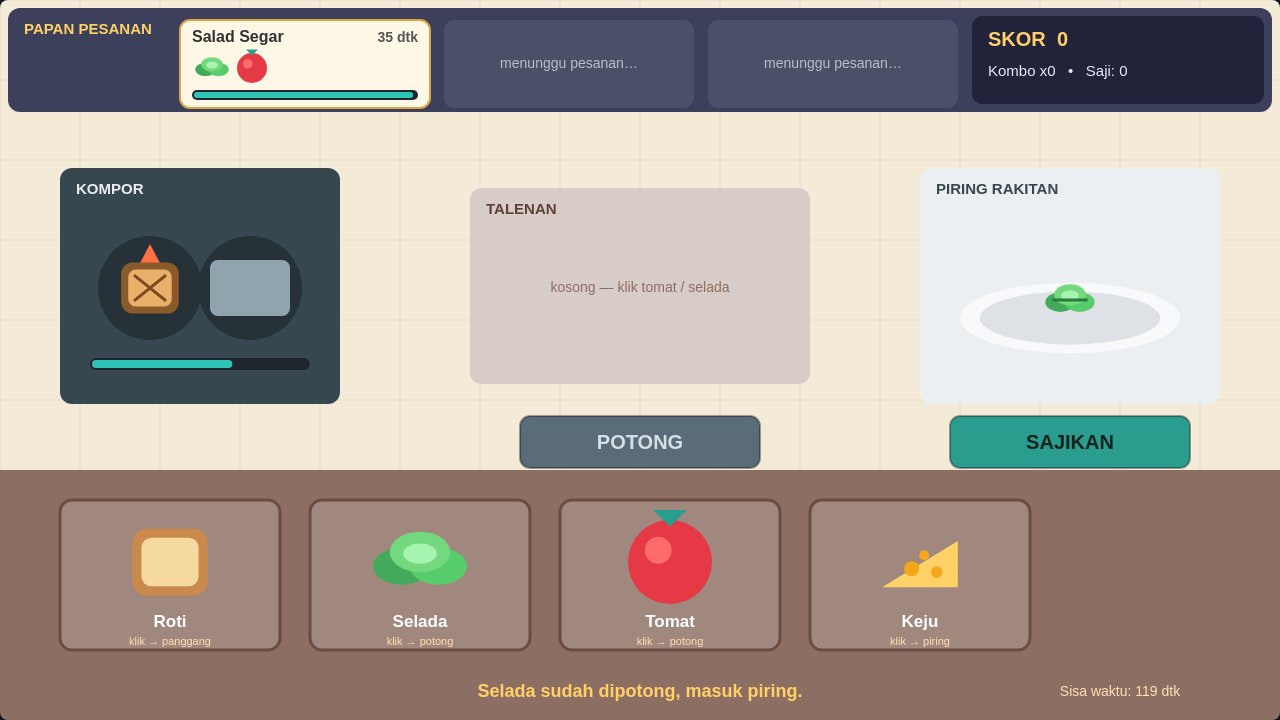 PAPAN PESANAN
Salad Segar 35 dtk
menunggu pesanan…
menunggu pesanan…
SKOR 0
Kombo x0 • Saji: 0
KOMPOR
TALENAN
kosong — klik tomat / selada
PIRING RAKITAN
POTONG
SAJIKAN
Roti
klik → panggang
Selada
klik → potong
Tomat
klik → potong
Keju
klik → piring
Selada sudah dipotong, masuk piring.
Sisa waktu: 119 dtk